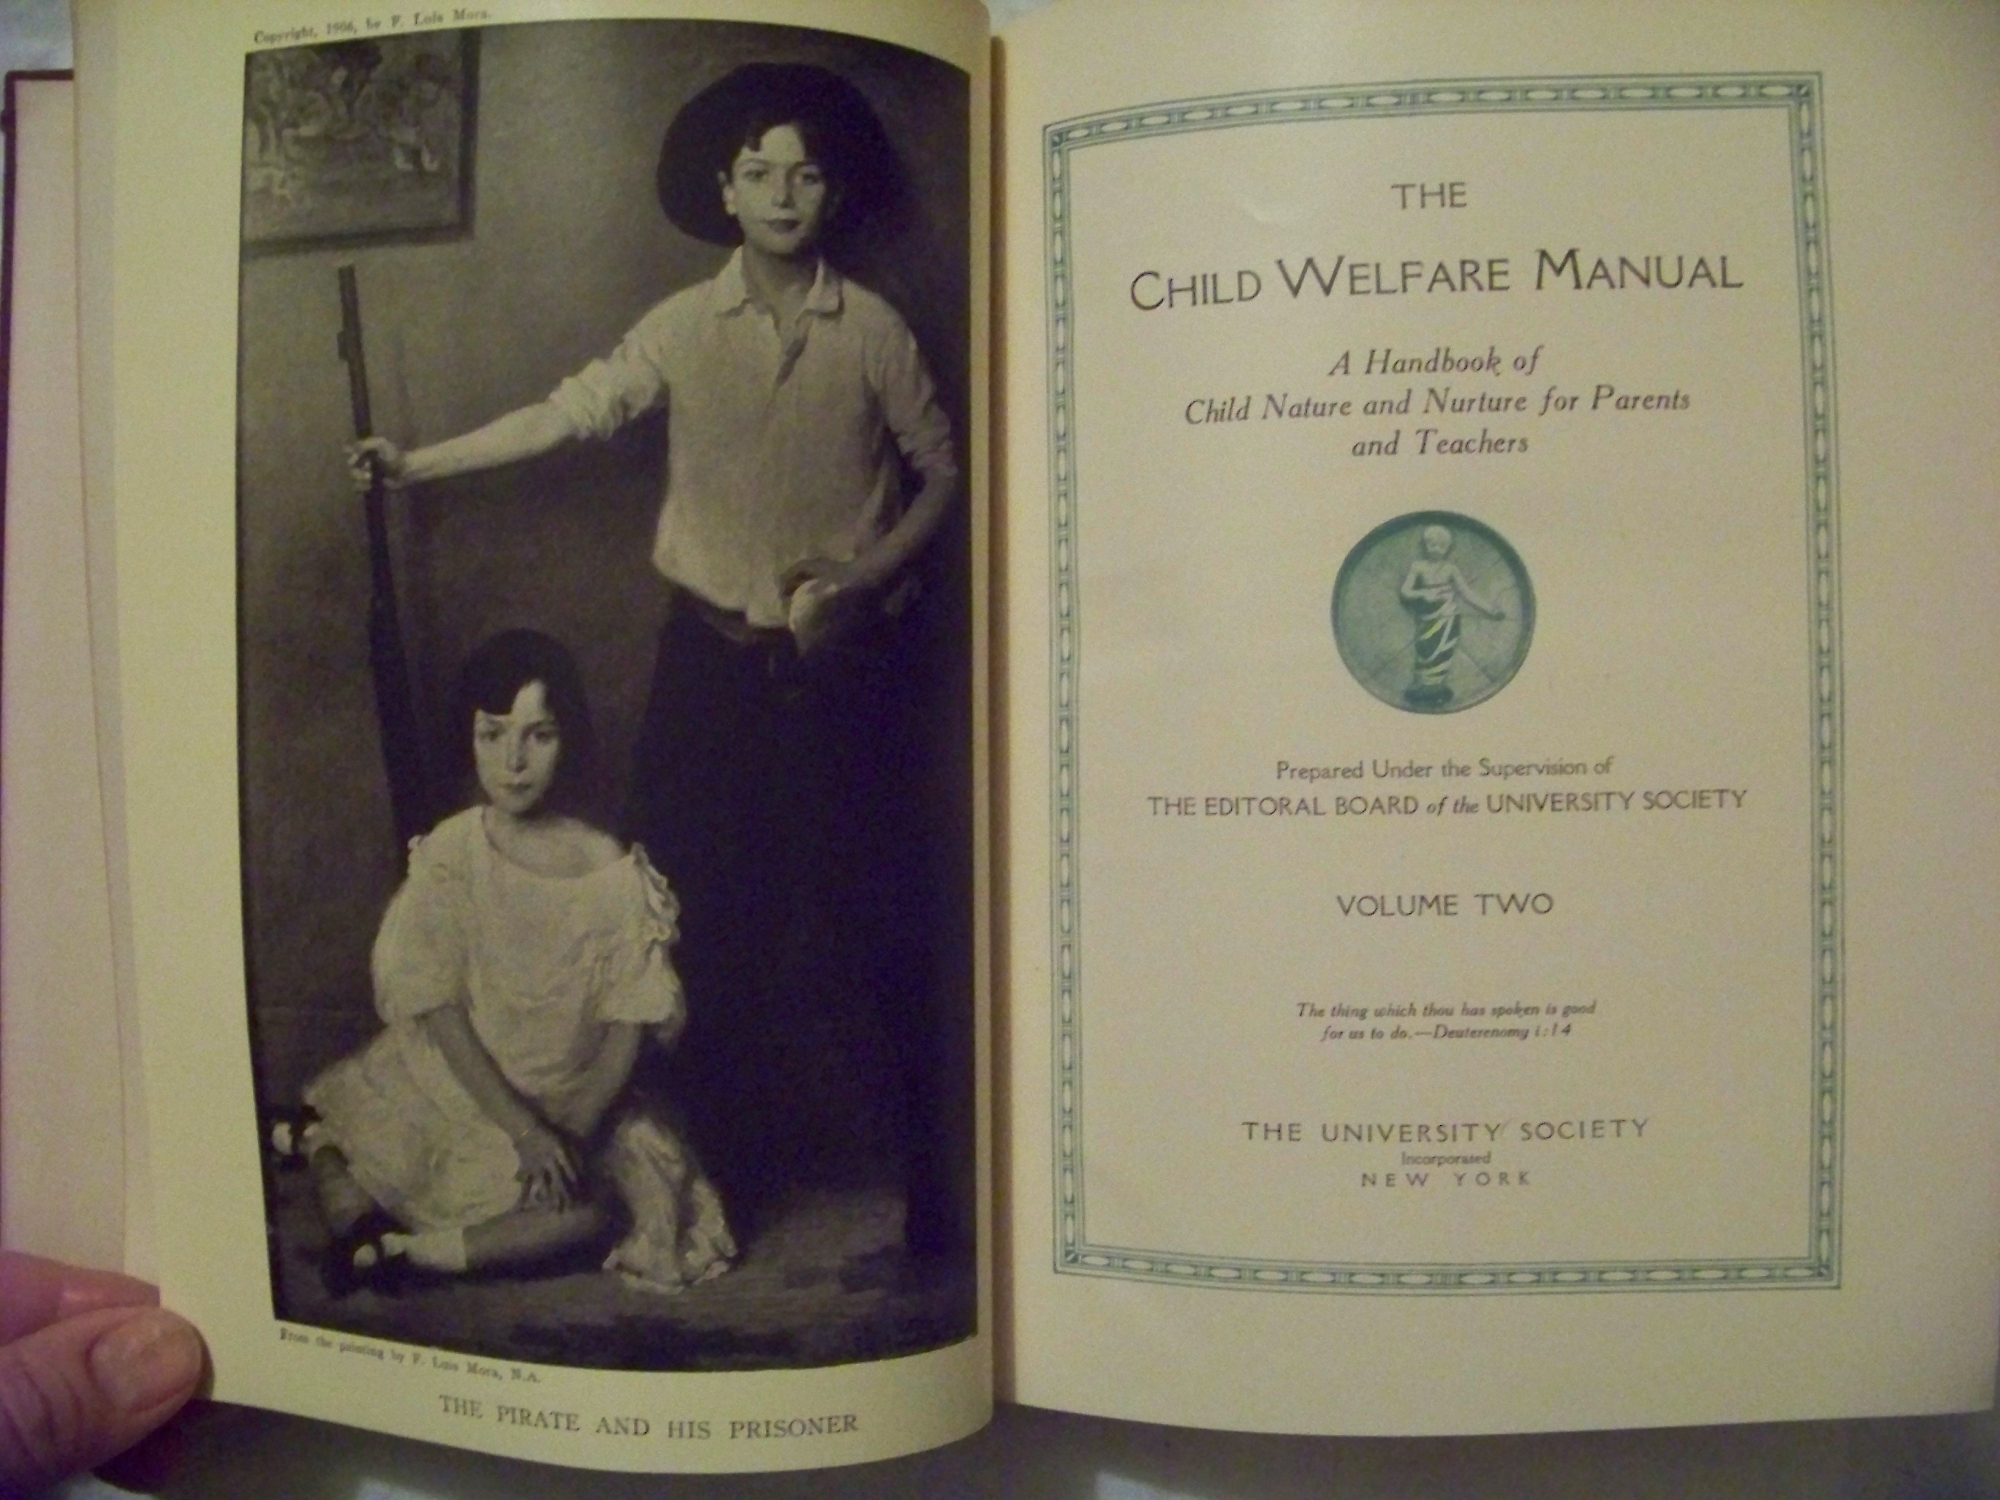 Copyright, 1906, by F. Luis Mora.
From the painting by F. Luis Mora, N.A.
THE PIRATE AND HIS PRISONER
THE
CHILD WELFARE MANUAL
A Handbook of
Child Nature and Nurture for Parents
and Teachers
Prepared Under the Supervision of
THE EDITORAL BOARD of the UNIVERSITY SOCIETY
VOLUME TWO
The thing which thou has spoken is good
for us to do.—Deuterenomy i:14
THE UNIVERSITY SOCIETY
Incorporated
NEW YORK